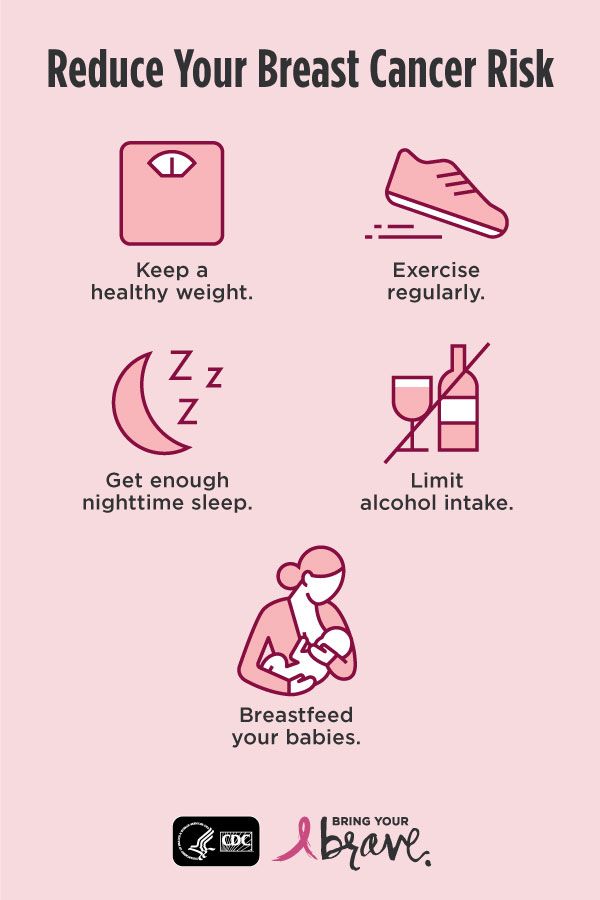 Reduce Your Breast Cancer Risk
Keep a
healthy weight.
Exercise
regularly.
Z z
Z
Get enough
nighttime sleep.
Limit
alcohol intake.
Breastfeed
your babies.
CDC
BRING YOUR
brave.